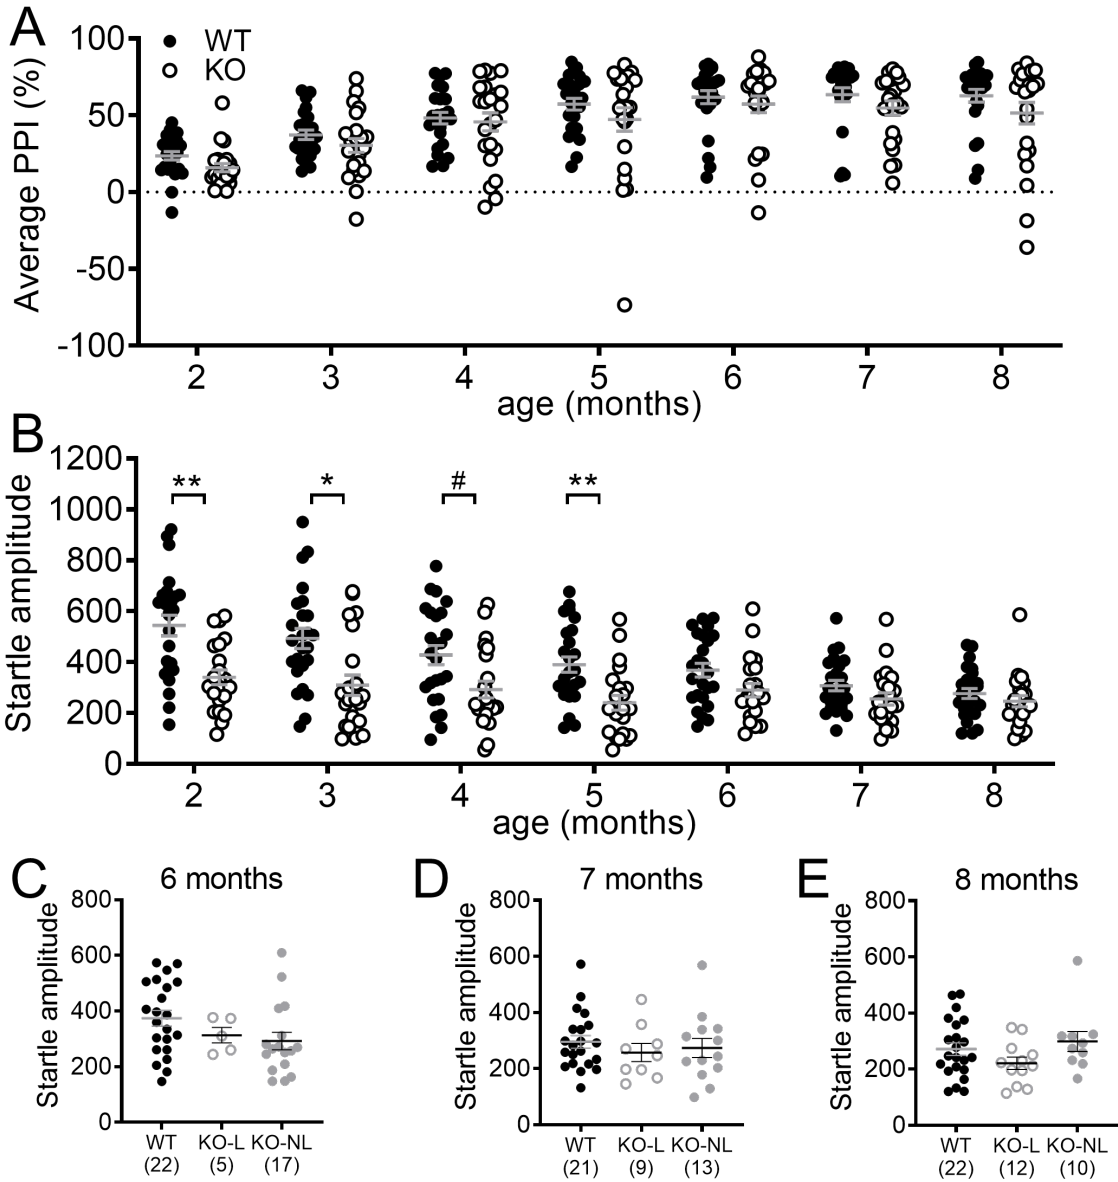 A
100
50
0
-50
-100
Average PPI (%)
WT
KO
2 3 4 5 6 7 8
age (months)
B
1200
1000
800
600
400
200
0
Startle amplitude
** * # **
2 3 4 5 6 7 8
age (months)
C
6 months
800
600
400
200
0
Startle amplitude
WT KO-L KO-NL
(22) (5) (17)
D
7 months
800
600
400
200
0
Startle amplitude
WT KO-L KO-NL
(21) (9) (13)
E
8 months
800
600
400
200
0
Startle amplitude
WT KO-L KO-NL
(22) (12) (10)